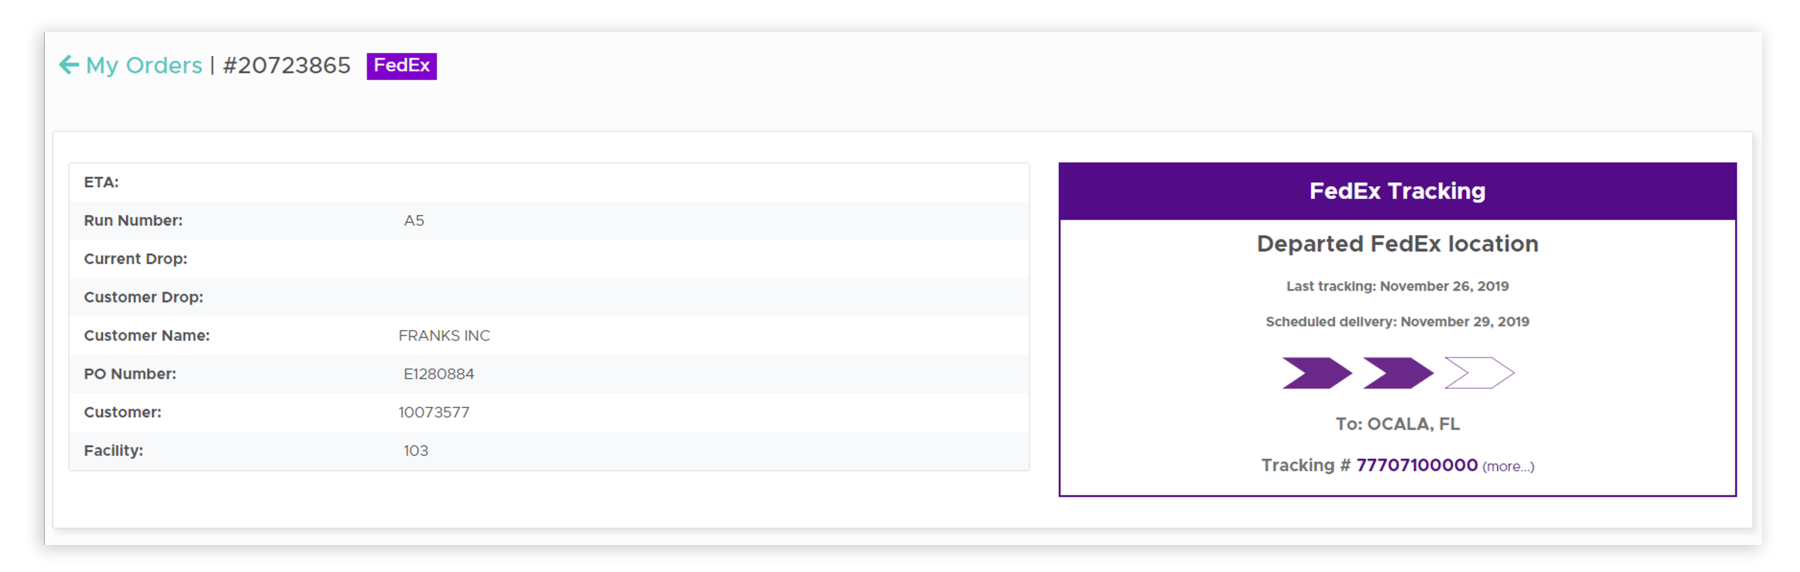 My Orders | #20723865 FedEx
ETA:
Run Number: A5
Current Drop:
Customer Drop:
Customer Name: FRANKS INC
PO Number: E1280884
Customer: 10073577
Facility: 103
FedEx Tracking
Departed FedEx location
Last tracking: November 26, 2019
Scheduled delivery: November 29, 2019
To: OCALA, FL
Tracking # 77707100000 (more...)